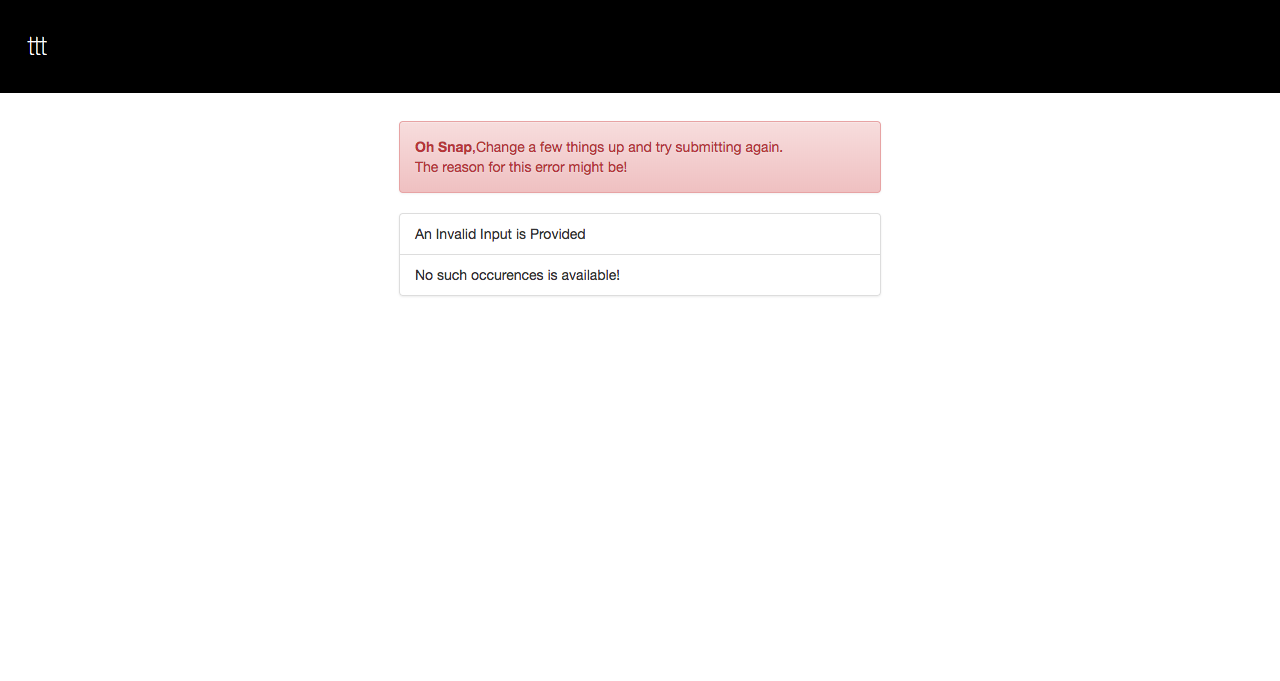 ttt
Oh Snap,Change a few things up and try submitting again.
The reason for this error might be!
An Invalid Input is Provided
No such occurences is available!